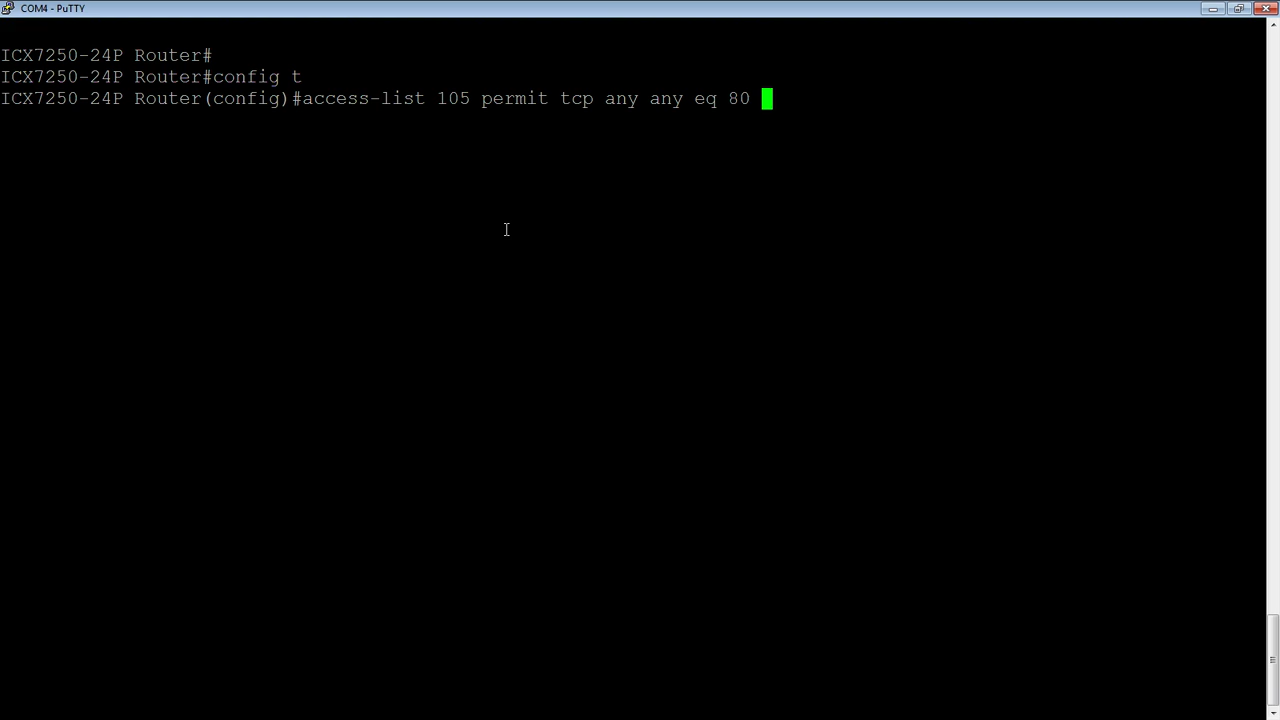 COM4 - PuTTY
ICX7250-24P Router#
ICX7250-24P Router#config t
ICX7250-24P Router(config)#access-list 105 permit tcp any any eq 80